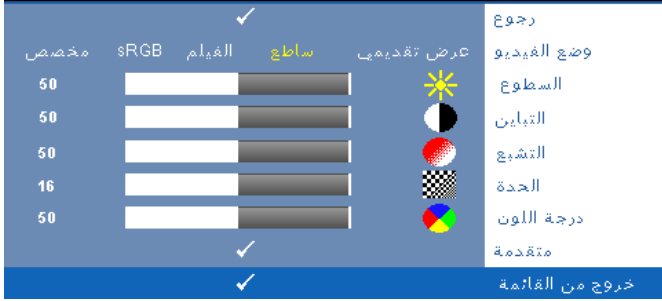 رجوع
وضع الفيديو عرض تقديمي ساطع الفيلم sRGB مخصص
السطوع 50
التباين 50
التشبع 50
الحدة 16
درجة اللون 50
متقدمة
خروج من القائمة